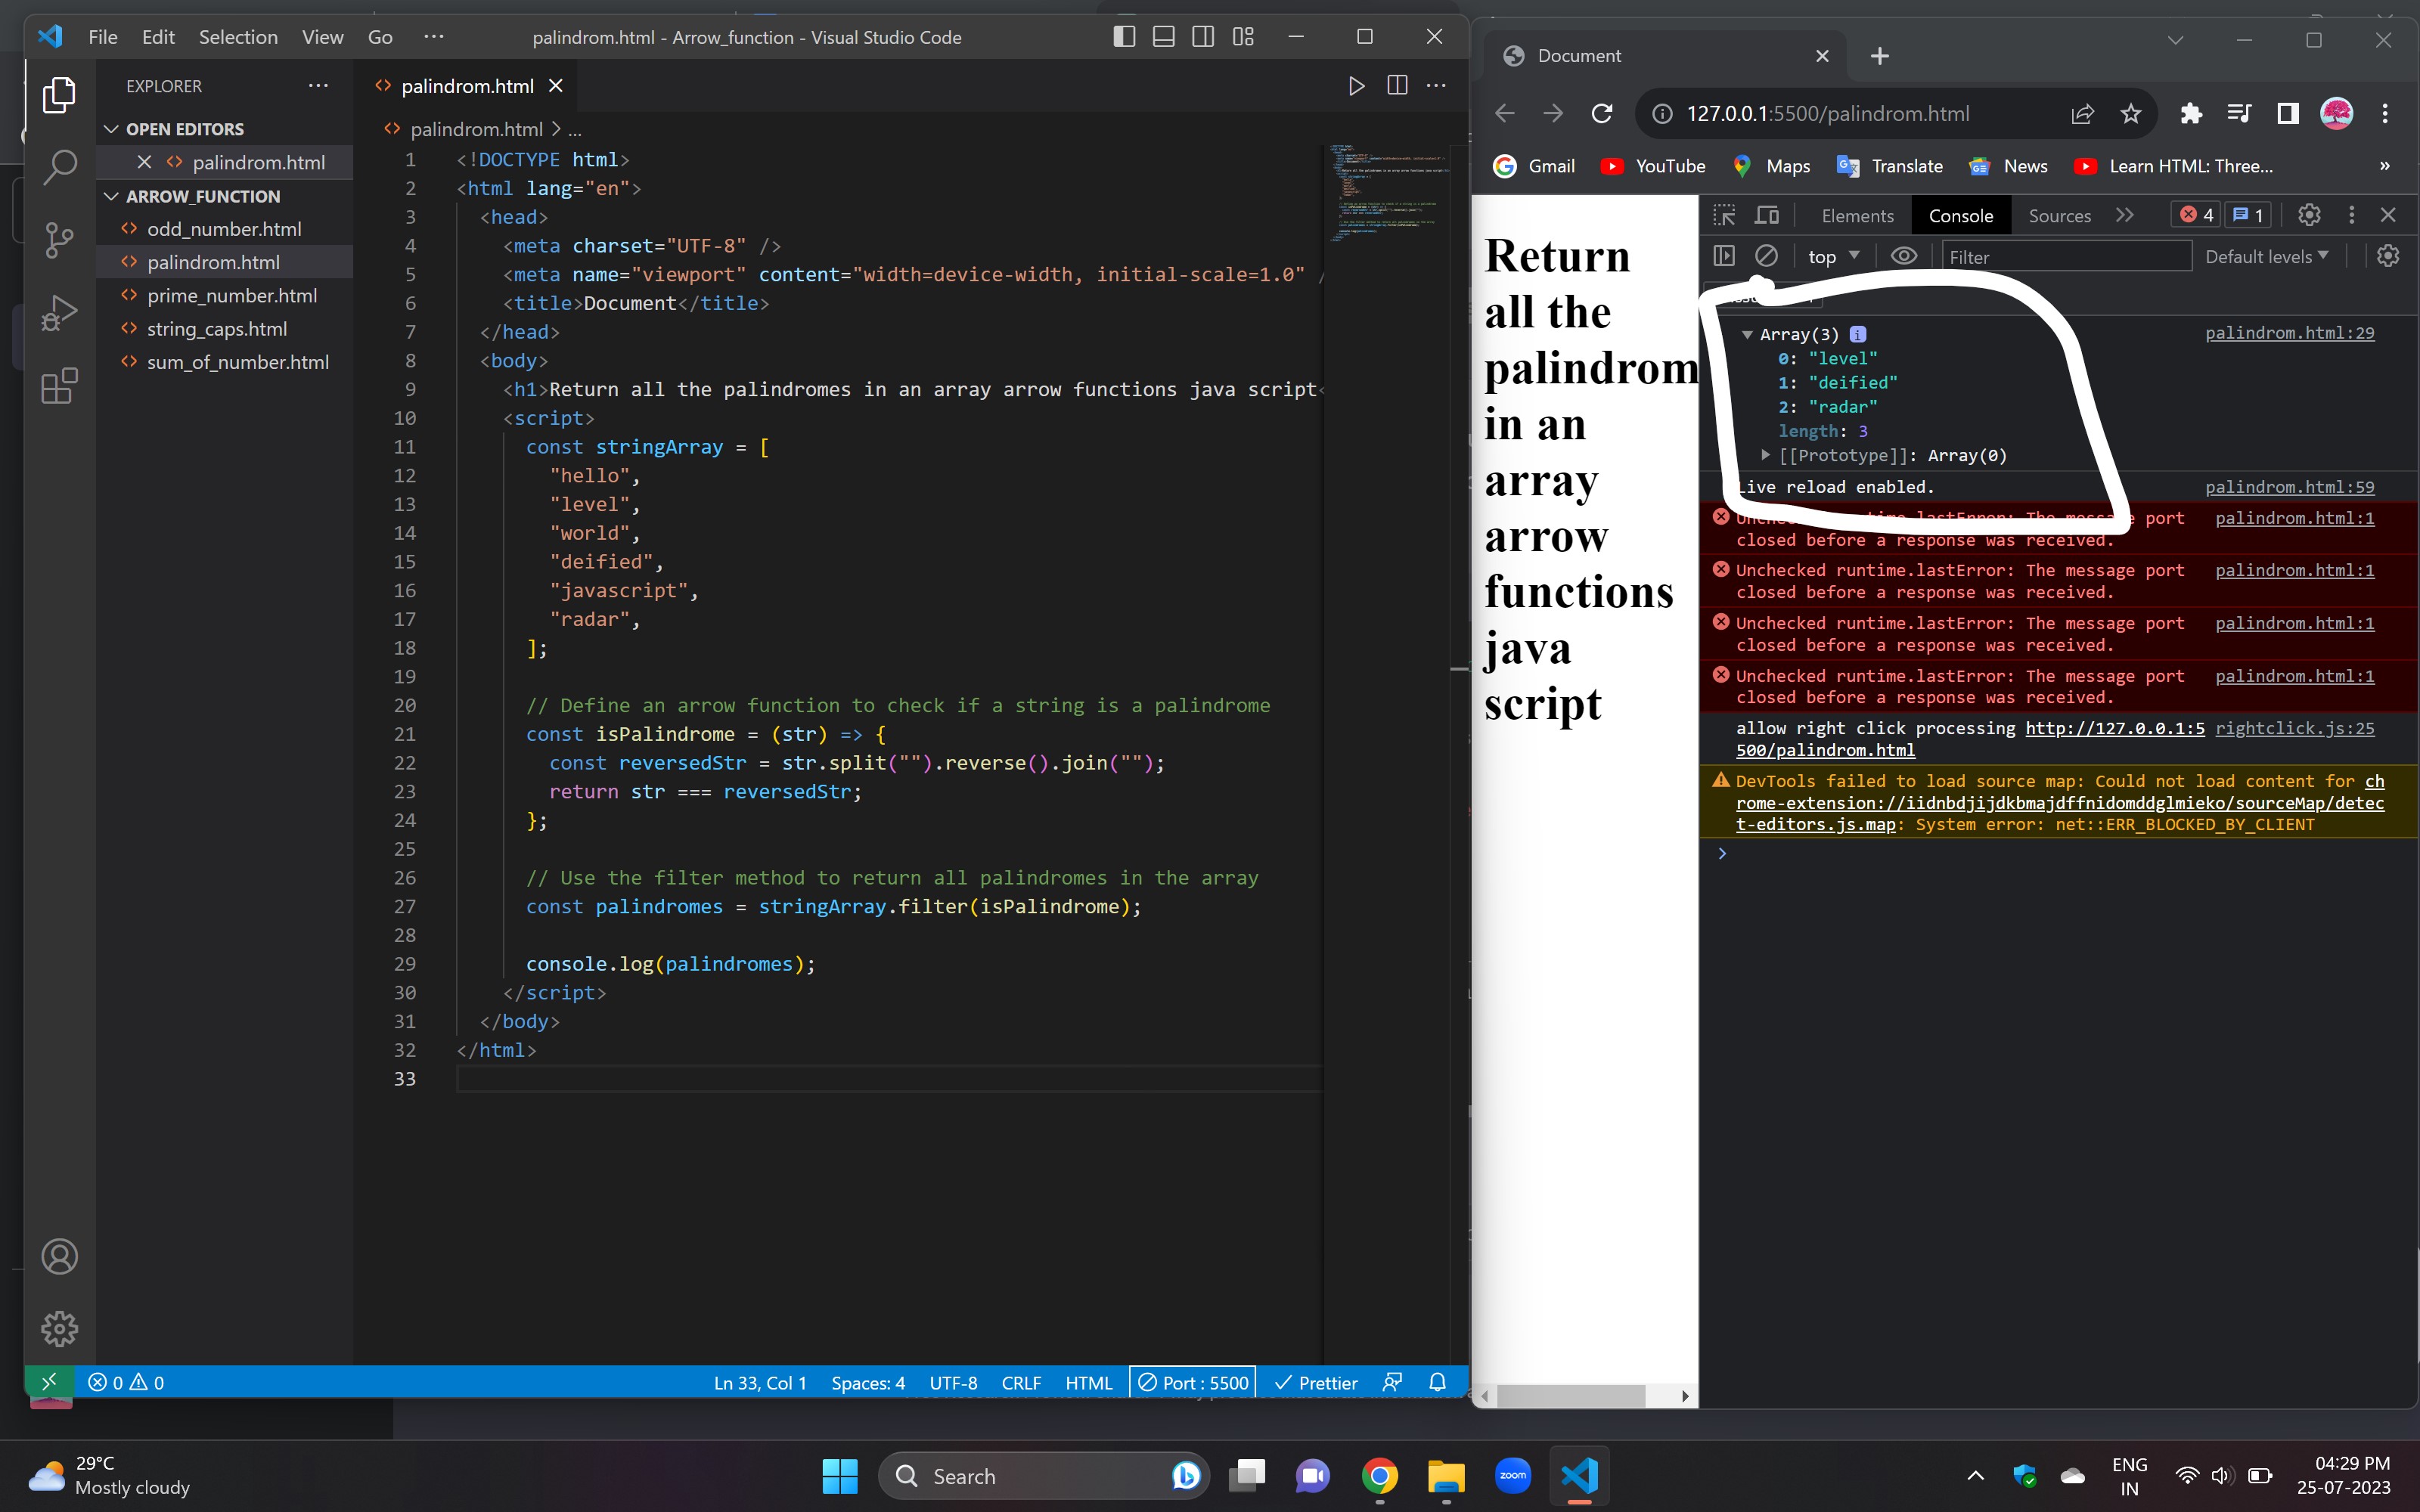 File Edit Selection View Go ··· palindrom.html - Arrow_function - Visual Studio Code
EXPLORER
OPEN EDITORS
palindrom.html
ARROW_FUNCTION
odd_number.html
palindrom.html
prime_number.html
string_caps.html
sum_of_number.html
palindrom.html
palindrom.html > ...
1 <!DOCTYPE html>
2 <html lang="en">
3 <head>
4 <meta charset="UTF-8" />
5 <meta name="viewport" content="width=device-width, initial-scale=1.0" /
6 <title>Document</title>
7 </head>
8 <body>
9 <h1>Return all the palindromes in an array arrow functions java script<
10 <script>
11 const stringArray = [
12 "hello",
13 "level",
14 "world",
15 "deified",
16 "javascript",
17 "radar",
18 ];
19
20 // Define an arrow function to check if a string is a palindrome
21 const isPalindrome = (str) => {
22 const reversedStr = str.split("").reverse().join("");
23 return str === reversedStr;
24 };
25
26 // Use the filter method to return all palindromes in the array
27 const palindromes = stringArray.filter(isPalindrome);
28
29 console.log(palindromes);
30 </script>
31 </body>
32 </html>
33
0 0 Ln 33, Col 1 Spaces: 4 UTF-8 CRLF HTML Port : 5500 Prettier
Document
127.0.0.1:5500/palindrom.html
Gmail YouTube Maps Translate News Learn HTML: Three... »
Return
all the
palindrom
in an
array
arrow
functions
java
script
Elements Console Sources 4 1
top Filter Default levels
Array(3) palindrom.html:29
0: "level"
1: "deified"
2: "radar"
length: 3
[[Prototype]]: Array(0)
Live reload enabled. palindrom.html:59
lastError: The message port palindrom.html:1
closed before a response was received.
Unchecked runtime.lastError: The message port palindrom.html:1
closed before a response was received.
Unchecked runtime.lastError: The message port palindrom.html:1
closed before a response was received.
Unchecked runtime.lastError: The message port palindrom.html:1
closed before a response was received.
allow right click processing http://127.0.0.1:5 rightclick.js:25
500/palindrom.html
DevTools failed to load source map: Could not load content for ch
rome-extension://iidnbdjijdkbmajdffnidomddglmieko/sourceMap/detec
t-editors.js.map: System error: net::ERR_BLOCKED_BY_CLIENT
29°C
Mostly cloudy
Search
zoom
ENG
IN
04:29 PM
25-07-2023